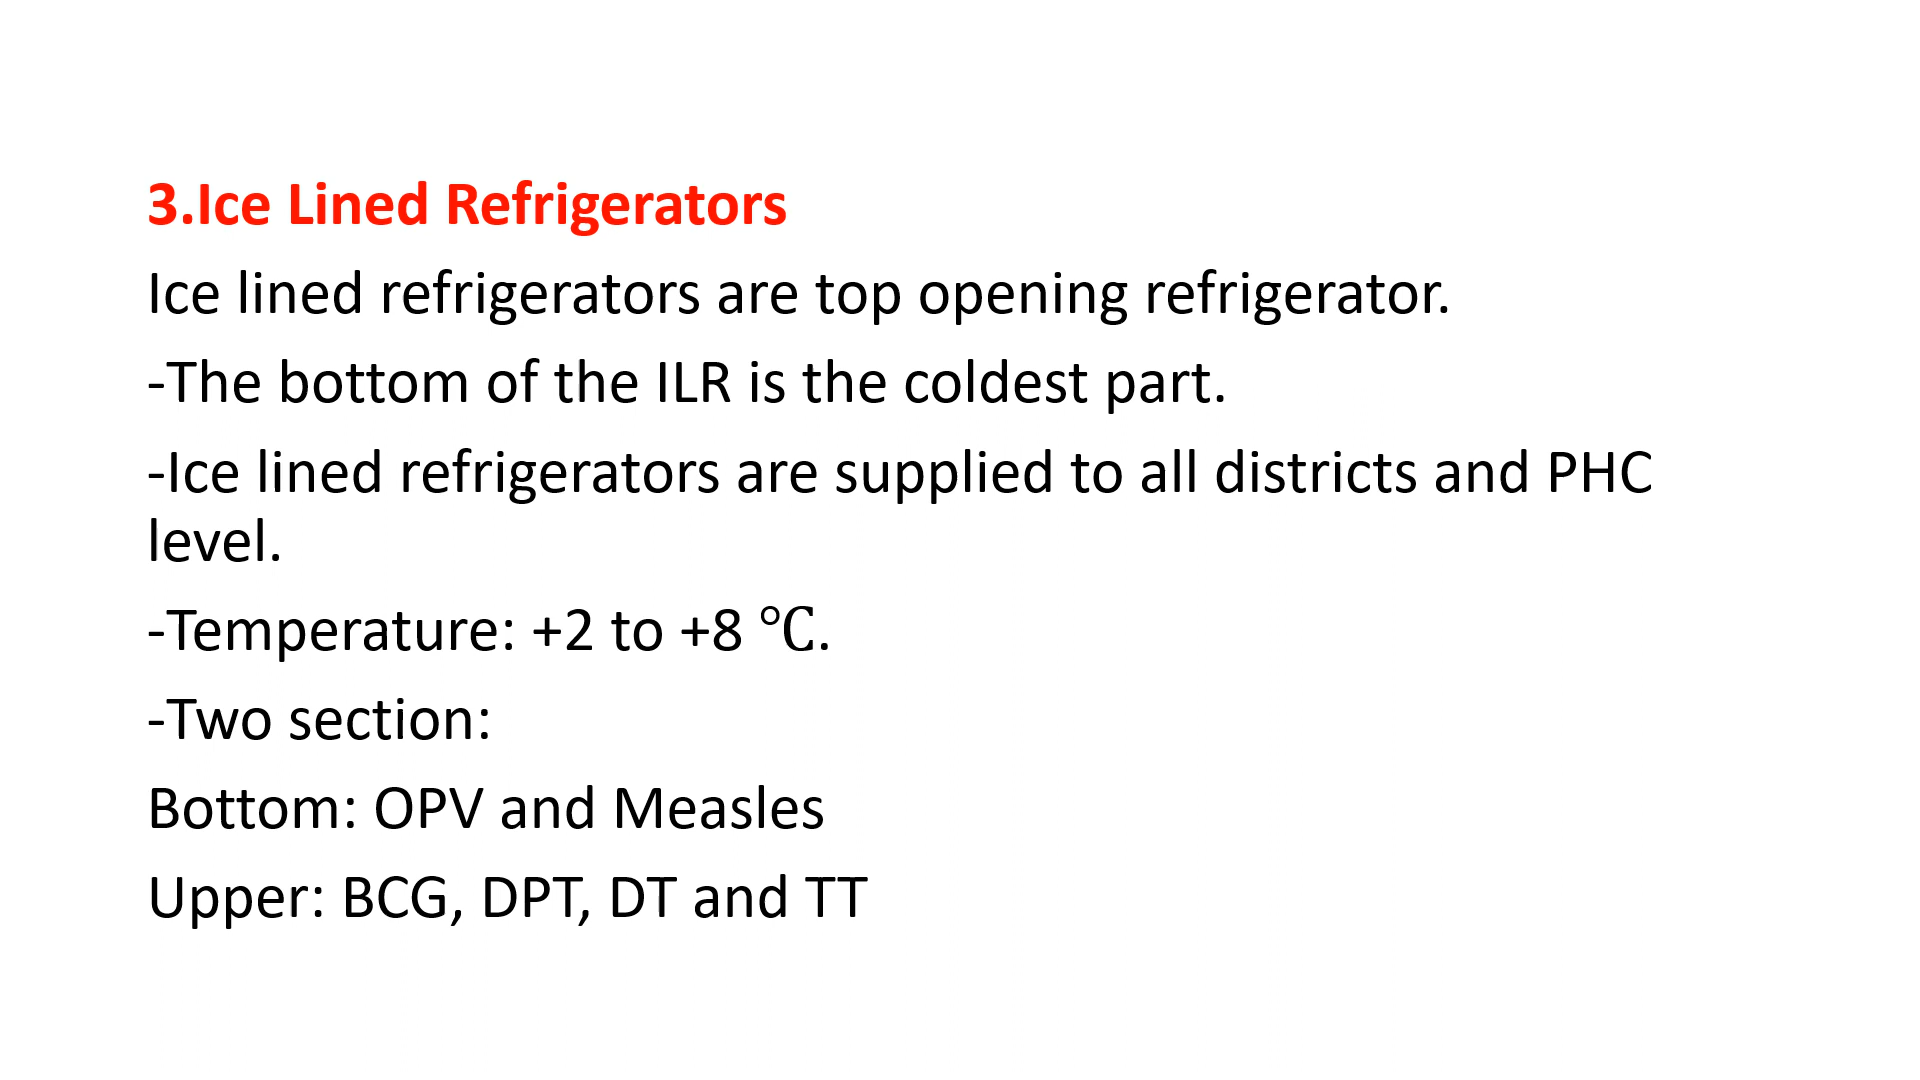 3.Ice Lined Refrigerators
Ice lined refrigerators are top opening refrigerator.
-The bottom of the ILR is the coldest part.
-Ice lined refrigerators are supplied to all districts and PHC
level.
-Temperature: +2 to +8 ℃.
-Two section:
Bottom: OPV and Measles
Upper: BCG, DPT, DT and TT